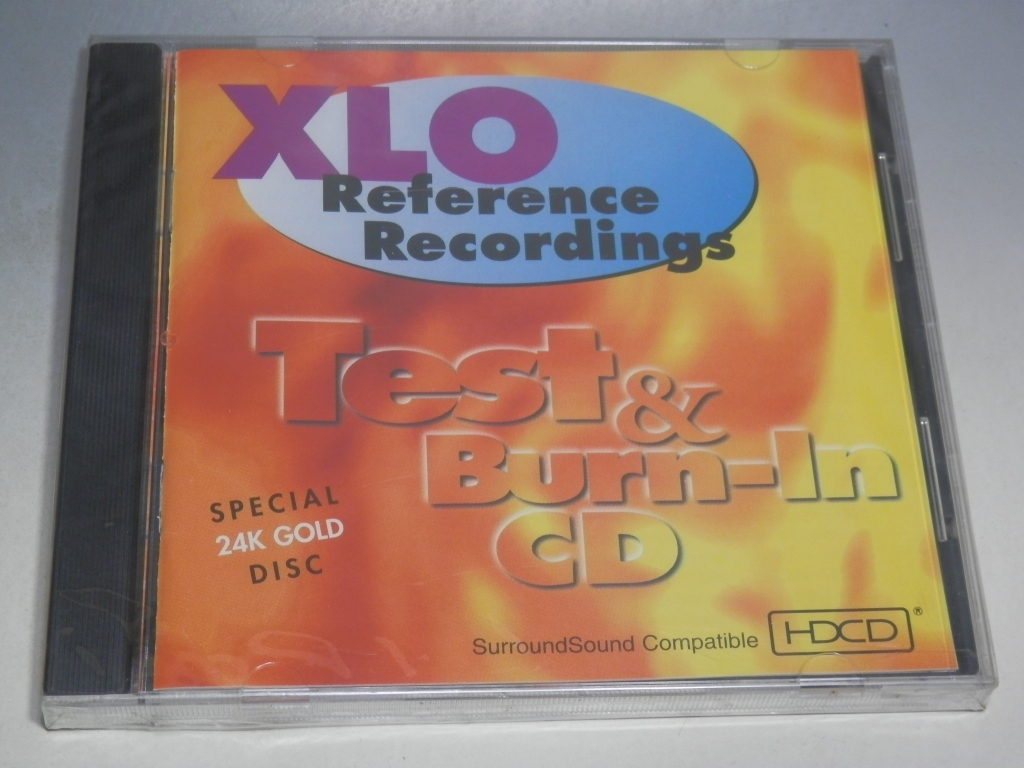 XLO
Reference
Recordings
Test &
Burn-In
CD
SPECIAL
24K GOLD
DISC
SurroundSound Compatible HDCD®